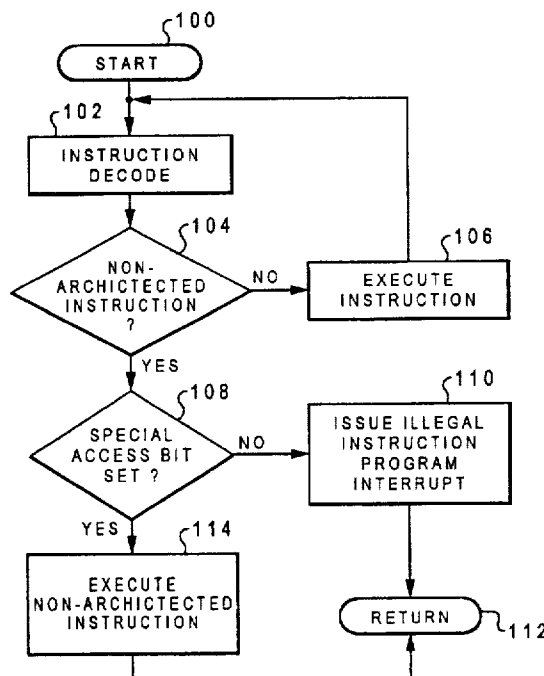 100
START
102
INSTRUCTION
DECODE
104
NON-
ARCHICTECTED
INSTRUCTION
?
NO
106
EXECUTE
INSTRUCTION
YES
108
SPECIAL
ACCESS BIT
SET ?
NO
110
ISSUE ILLEGAL
INSTRUCTION
PROGRAM
INTERRUPT
YES
114
EXECUTE
NON-ARCHICTECTED
INSTRUCTION
RETURN
112